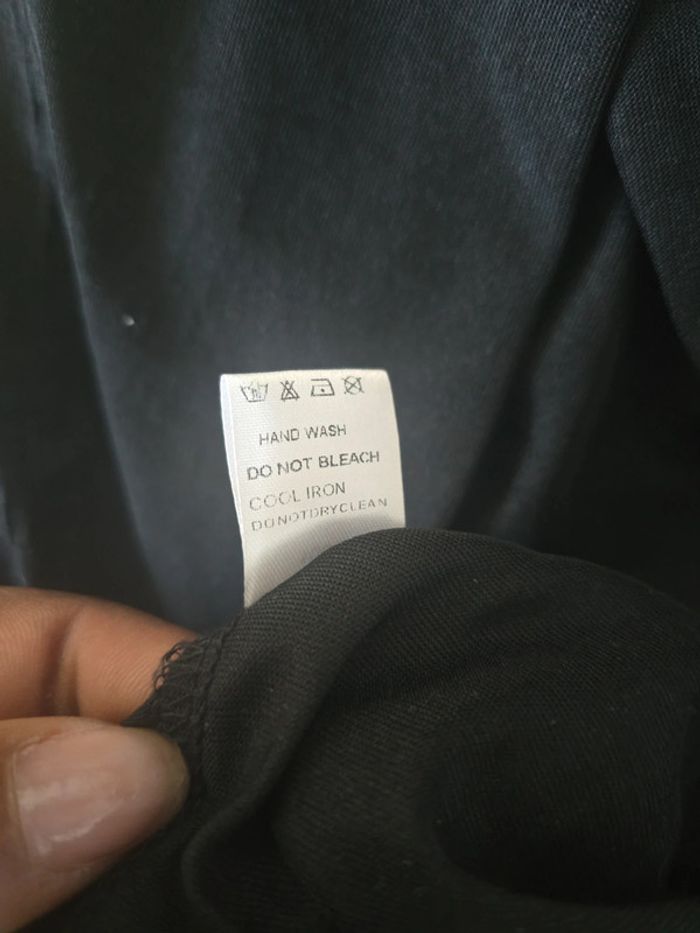 HAND WASH
DO NOT BLEACH
COOL IRON
DONOTDRYCLEAN